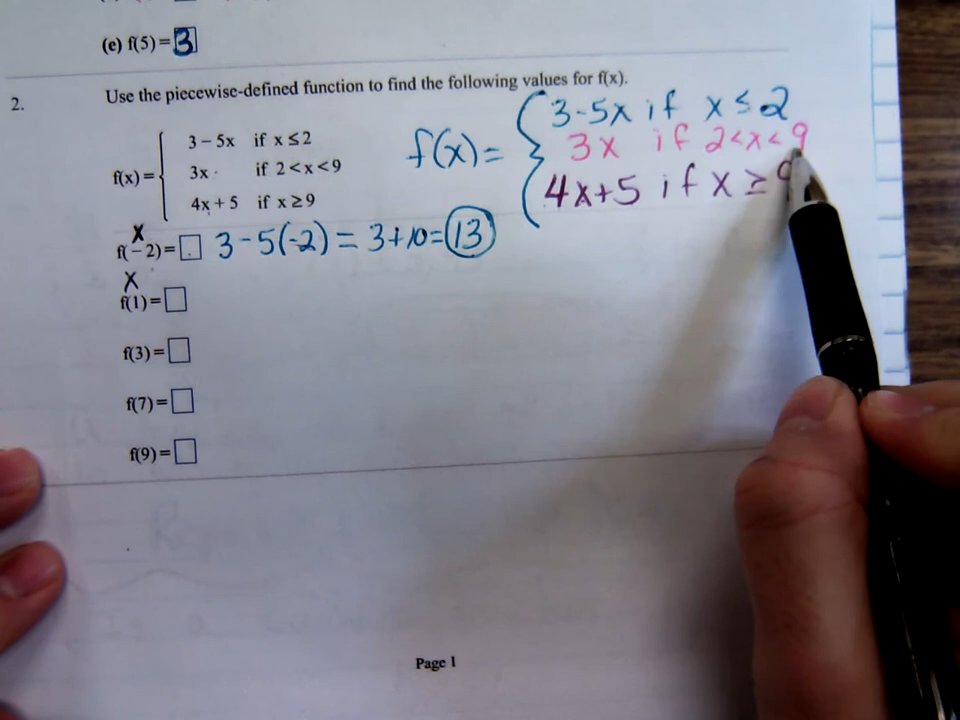 (e) f(5) = 3
2. Use the piecewise-defined function to find the following values for f(x).
f(x) = { 3 − 5x if x ≤ 2
3x if 2 < x < 9
4x + 5 if x ≥ 9
f(x) = { 3-5x if x ≤ 2
3x if 2<x<9
4x+5 if x ≥ 9
x
f(−2) = 3-5(-2) = 3+10 = 13
x
f(1) =
f(3) =
f(7) =
f(9) =
Page 1